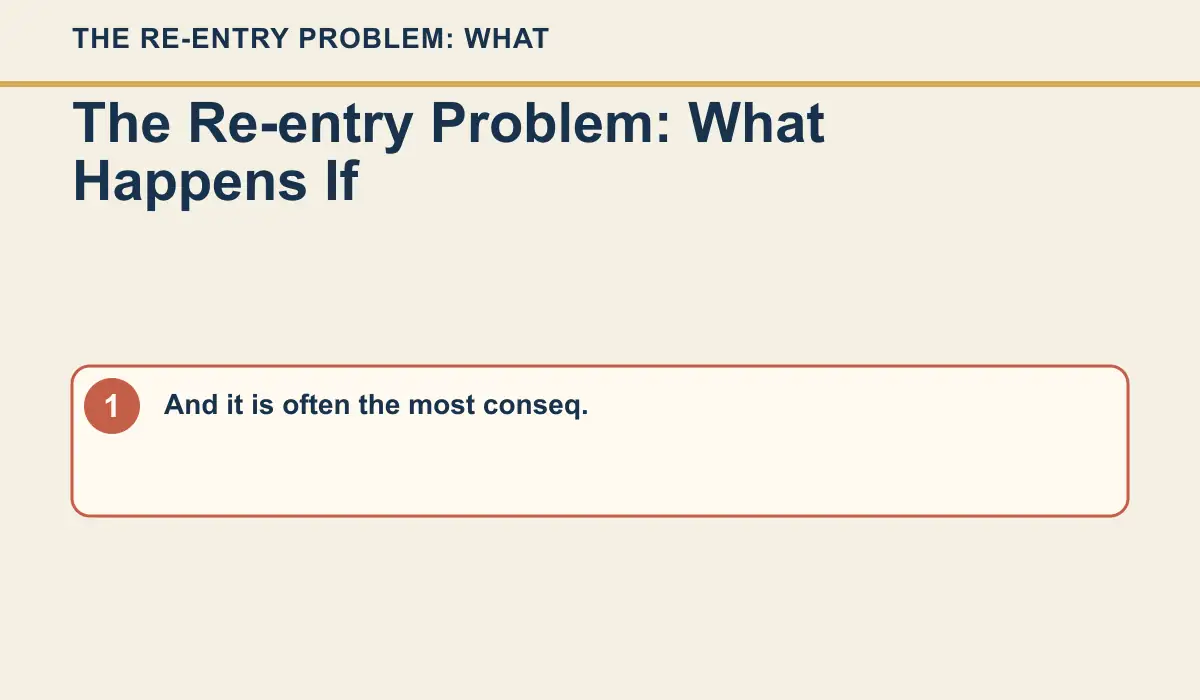 THE RE-ENTRY PROBLEM: WHAT
The Re-entry Problem: What
Happens If
1 And it is often the most conseq.